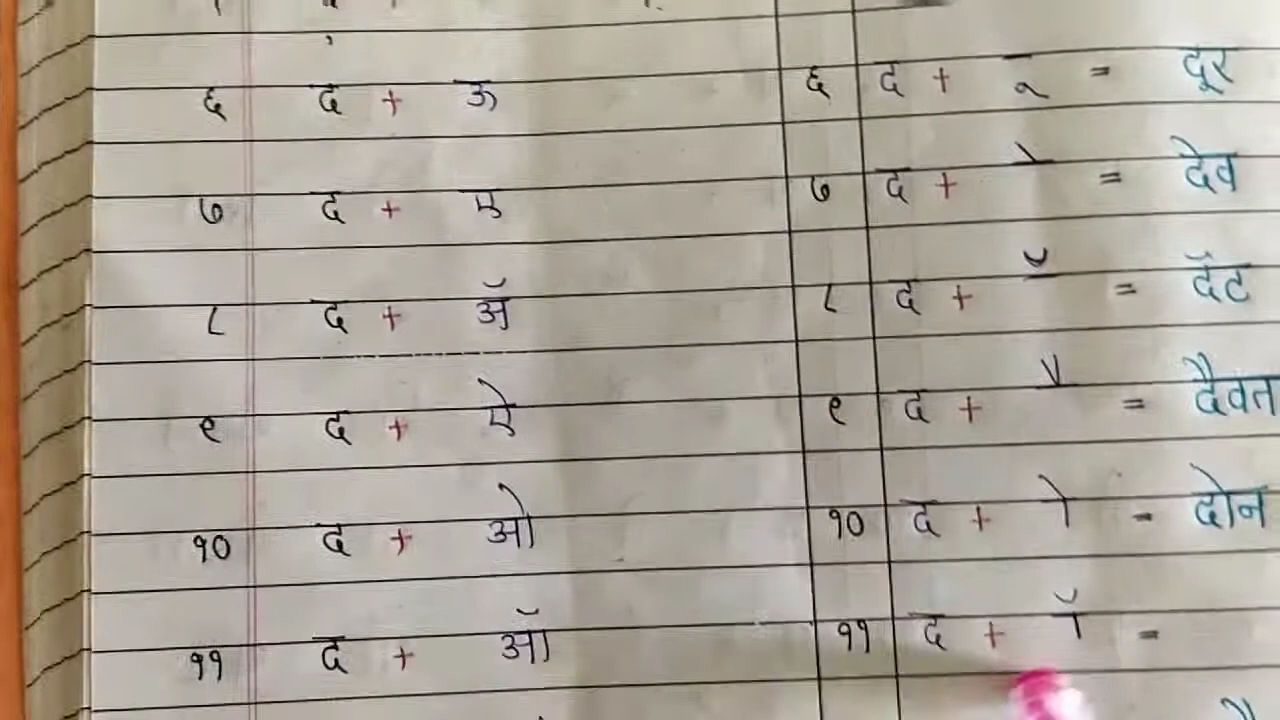 ६ द + ऊ ६ द + ू = दूर
७ द + ए ७ द + े = देव
८ द + ॲ ८ द + ॅ = दॅट
९ द + ऐ ९ द + ै = दैवत
१० द + ओ १० द + ो = दोन
११ द + ऑ ११ द + ॉ =